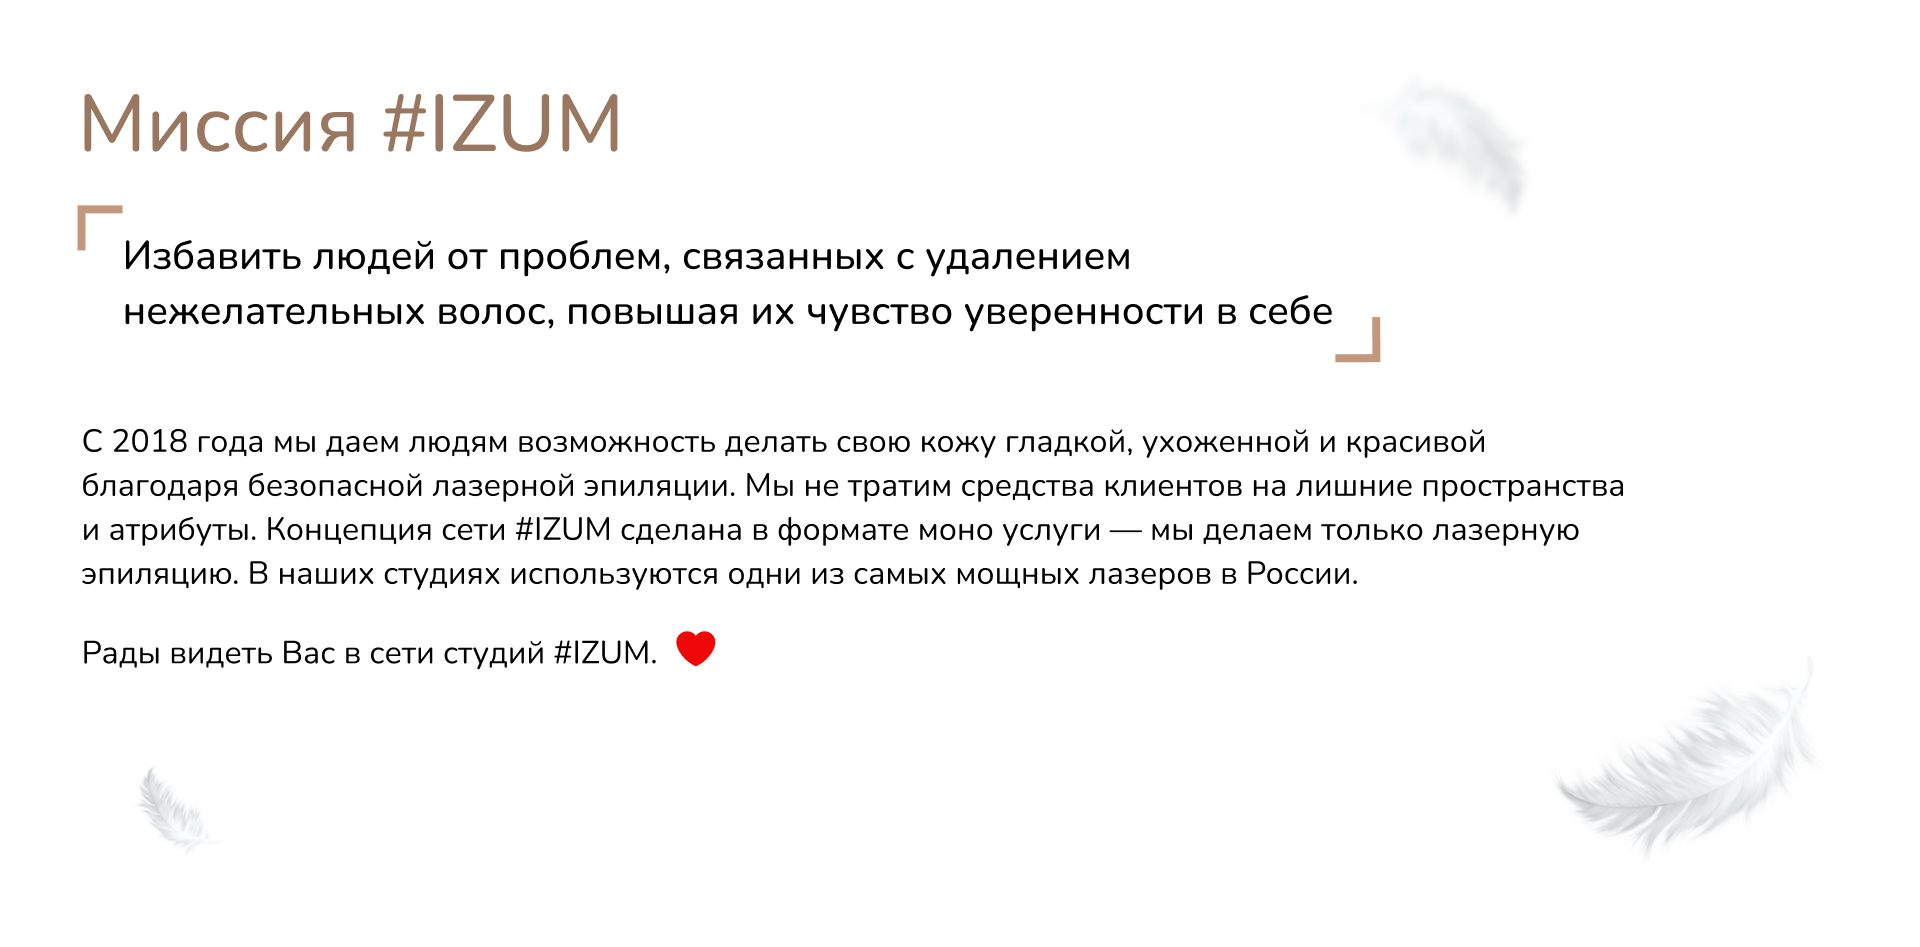 Миссия #IZUM
Избавить людей от проблем, связанных с удалением
нежелательных волос, повышая их чувство уверенности в себе
С 2018 года мы даем людям возможность делать свою кожу гладкой, ухоженной и красивой
благодаря безопасной лазерной эпиляции. Мы не тратим средства клиентов на лишние пространства
и атрибуты. Концепция сети #IZUM сделана в формате моно услуги — мы делаем только лазерную
эпиляцию. В наших студиях используются одни из самых мощных лазеров в России.
Рады видеть Вас в сети студий #IZUM.